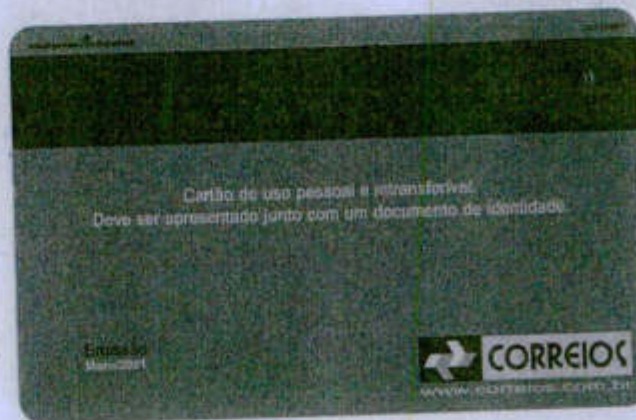 Cartão de uso pessoal e intransferível.
Deve ser apresentado junto com um documento de identidade.
Emissão
CORREIOS
www.correios.com.br